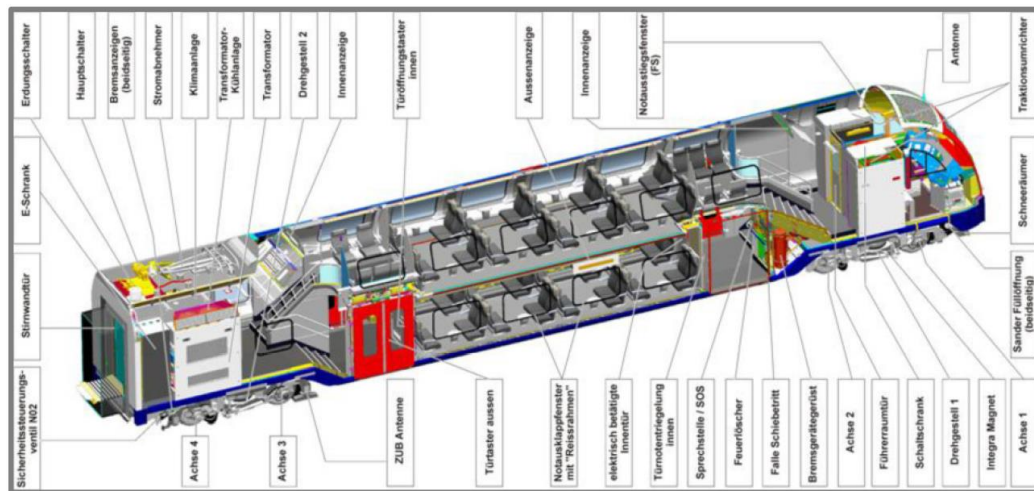 Erdungsschalter
Hauptschalter
Bremsanzeigen
(beidseitig)
Stromabnehmer
Klimaanlage
Transformator-
Kühlanlage
Transformator
Drehgestell 2
Innenanzeige
Türöffnungstaster
innen
Aussenanzeige
Innenanzeige
Notausstiegsfenster
(FS)
Antenne
Traktionsumrichter
E-Schrank
Stirnwandtür
Sicherheitssteuerungs-
ventil N02
Schneeräumer
Sander Füllöffnung
(beidseitig)
Achse 4
Achse 3
ZUB Antenne
Türtaster aussen
Notausklappfenster
mit "Reissrahmen"
elektrisch betätigte
Innentür
Türnotentriegelung
innen
Sprechstelle / SOS
Feuerlöscher
Falle Schiebetritt
Bremsgerätegerüst
Achse 2
Führerraumtür
Schaltschrank
Drehgestell 1
Integra Magnet
Achse 1